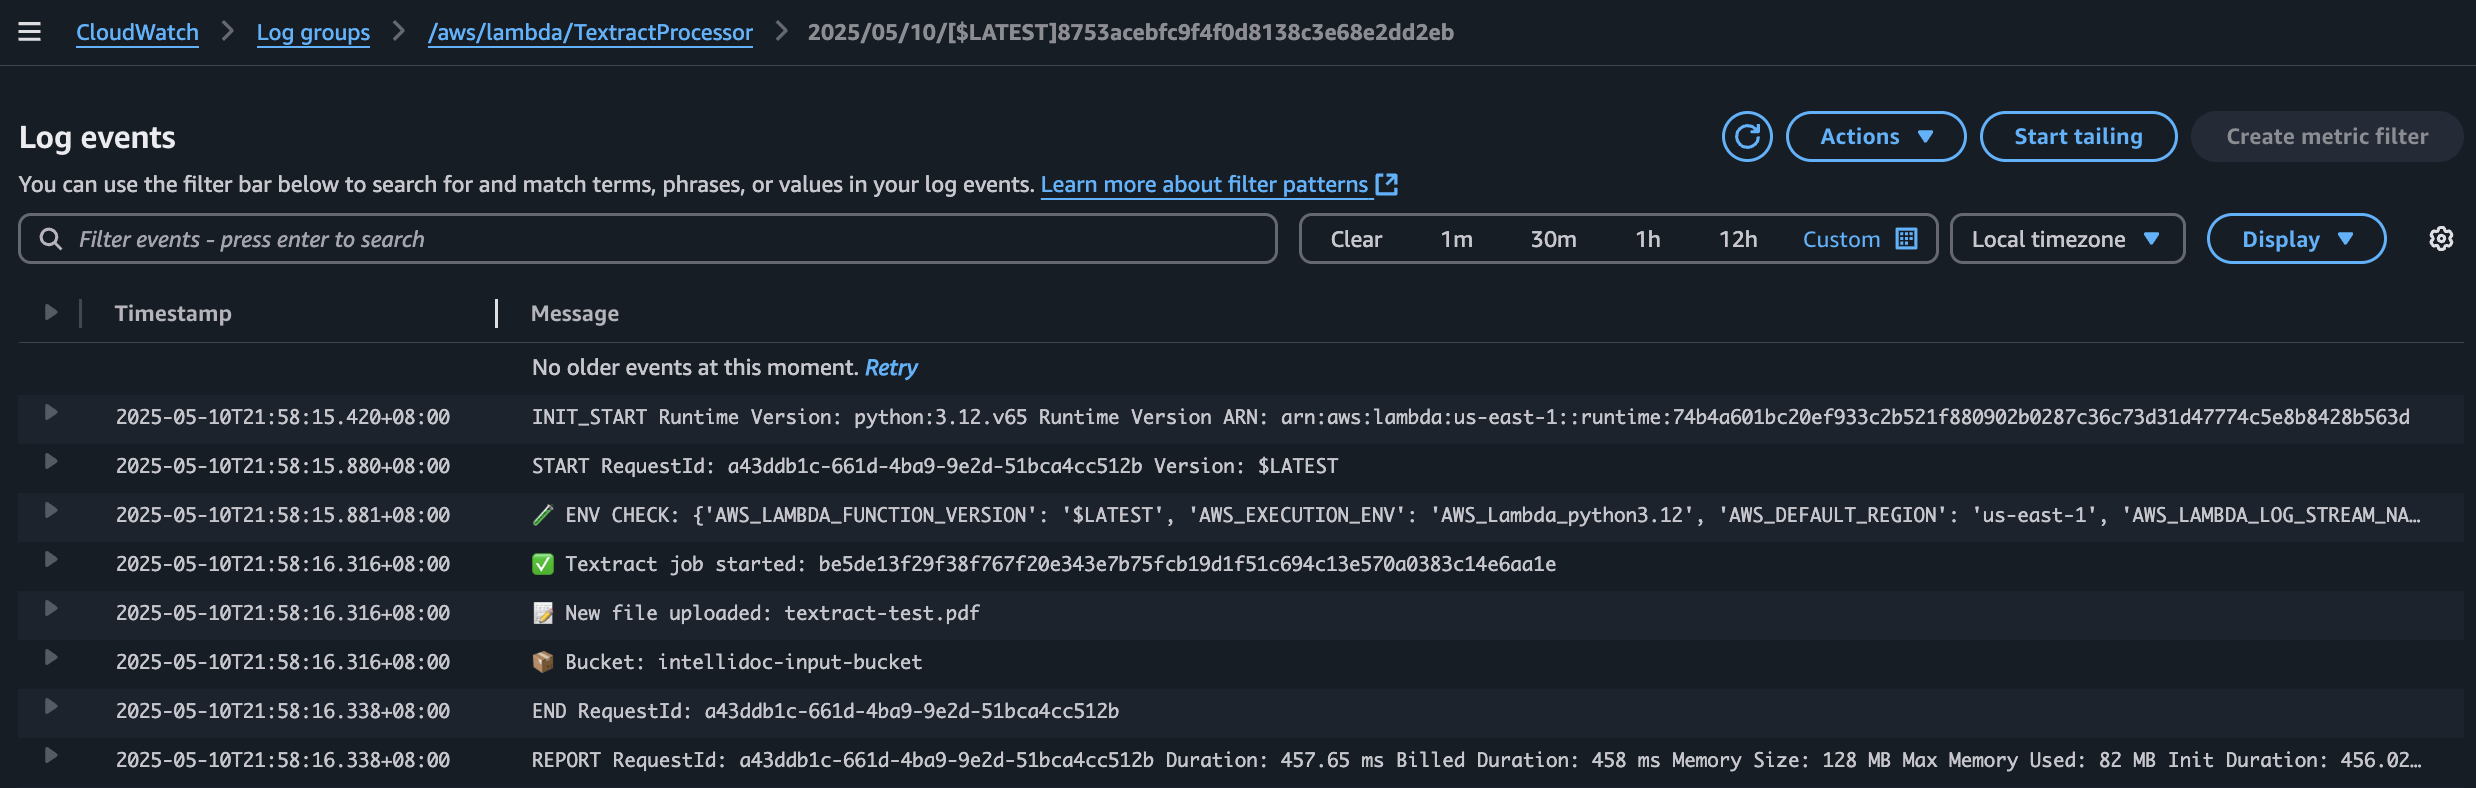 CloudWatch > Log groups > /aws/lambda/TextractProcessor > 2025/05/10/[$LATEST]8753acebfc9f4f0d8138c3e68e2dd2eb
Log events
Actions Start tailing Create metric filter
You can use the filter bar below to search for and match terms, phrases, or values in your log events. Learn more about filter patterns
Filter events - press enter to search
Clear 1m 30m 1h 12h Custom Local timezone Display
Timestamp Message
No older events at this moment. Retry
2025-05-10T21:58:15.420+08:00 INIT_START Runtime Version: python:3.12.v65 Runtime Version ARN: arn:aws:lambda:us-east-1::runtime:74b4a601bc20ef933c2b521f880902b0287c36c73d31d47774c5e8b8428b563d
2025-05-10T21:58:15.880+08:00 START RequestId: a43ddb1c-661d-4ba9-9e2d-51bca4cc512b Version: $LATEST
2025-05-10T21:58:15.881+08:00 🧪 ENV CHECK: {'AWS_LAMBDA_FUNCTION_VERSION': '$LATEST', 'AWS_EXECUTION_ENV': 'AWS_Lambda_python3.12', 'AWS_DEFAULT_REGION': 'us-east-1', 'AWS_LAMBDA_LOG_STREAM_NA…
2025-05-10T21:58:16.316+08:00 ✅ Textract job started: be5de13f29f38f767f20e343e7b75fcb19d1f51c694c13e570a0383c14e6aa1e
2025-05-10T21:58:16.316+08:00 📝 New file uploaded: textract-test.pdf
2025-05-10T21:58:16.316+08:00 📦 Bucket: intellidoc-input-bucket
2025-05-10T21:58:16.338+08:00 END RequestId: a43ddb1c-661d-4ba9-9e2d-51bca4cc512b
2025-05-10T21:58:16.338+08:00 REPORT RequestId: a43ddb1c-661d-4ba9-9e2d-51bca4cc512b Duration: 457.65 ms Billed Duration: 458 ms Memory Size: 128 MB Max Memory Used: 82 MB Init Duration: 456.02…